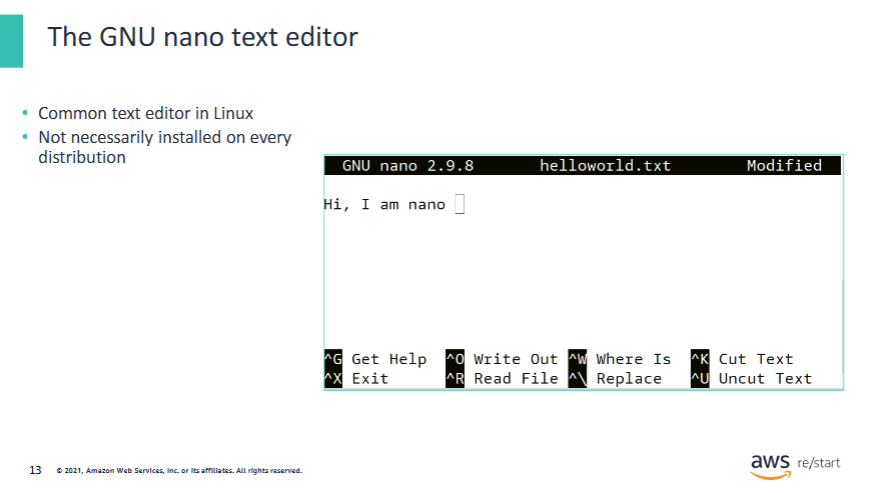 The GNU nano text editor
• Common text editor in Linux
• Not necessarily installed on every
distribution
GNU nano 2.9.8 helloworld.txt Modified
Hi, I am nano
^G Get Help ^O Write Out ^W Where Is ^K Cut Text
^X Exit ^R Read File ^\ Replace ^U Uncut Text
13 © 2021, Amazon Web Services, Inc. or its affiliates. All rights reserved.
aws re/start